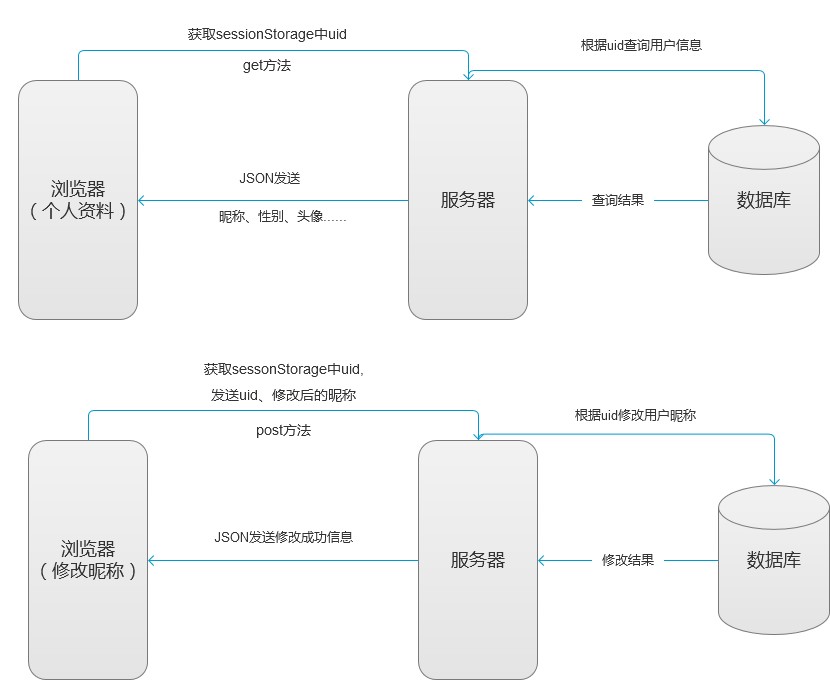 获取sessionStorage中uid
get方法
根据uid查询用户信息
浏览器
（个人资料）
JSON发送
昵称、性别、头像......
服务器
查询结果
数据库
获取sessonStorage中uid,
发送uid、修改后的昵称
post方法
根据uid修改用户昵称
浏览器
（修改昵称）
JSON发送修改成功信息
服务器
修改结果
数据库